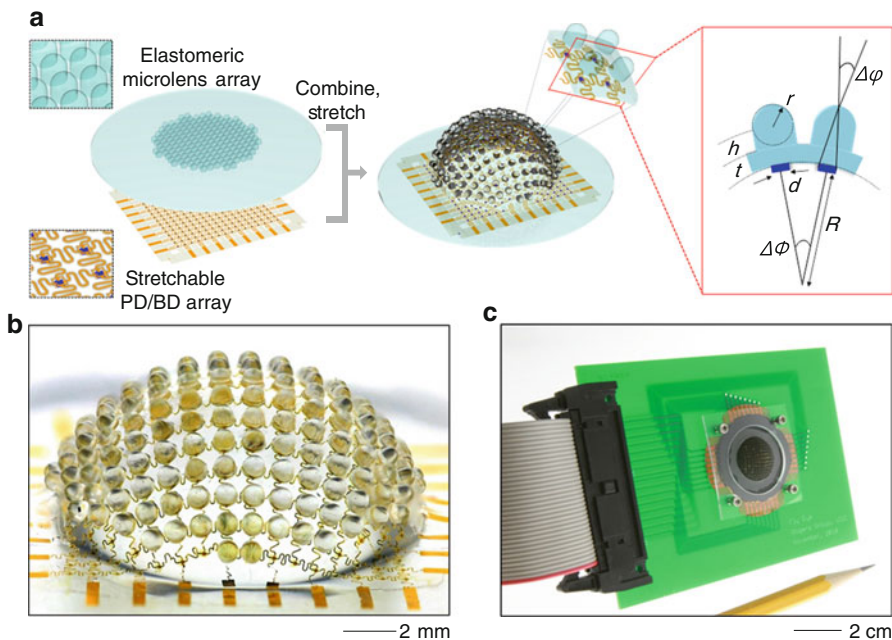 a
Elastomeric
microlens array
Combine,
stretch
Stretchable
PD/BD array
r
h
t
d
R
Δφ
ΔΦ
b
2 mm
c
2 cm